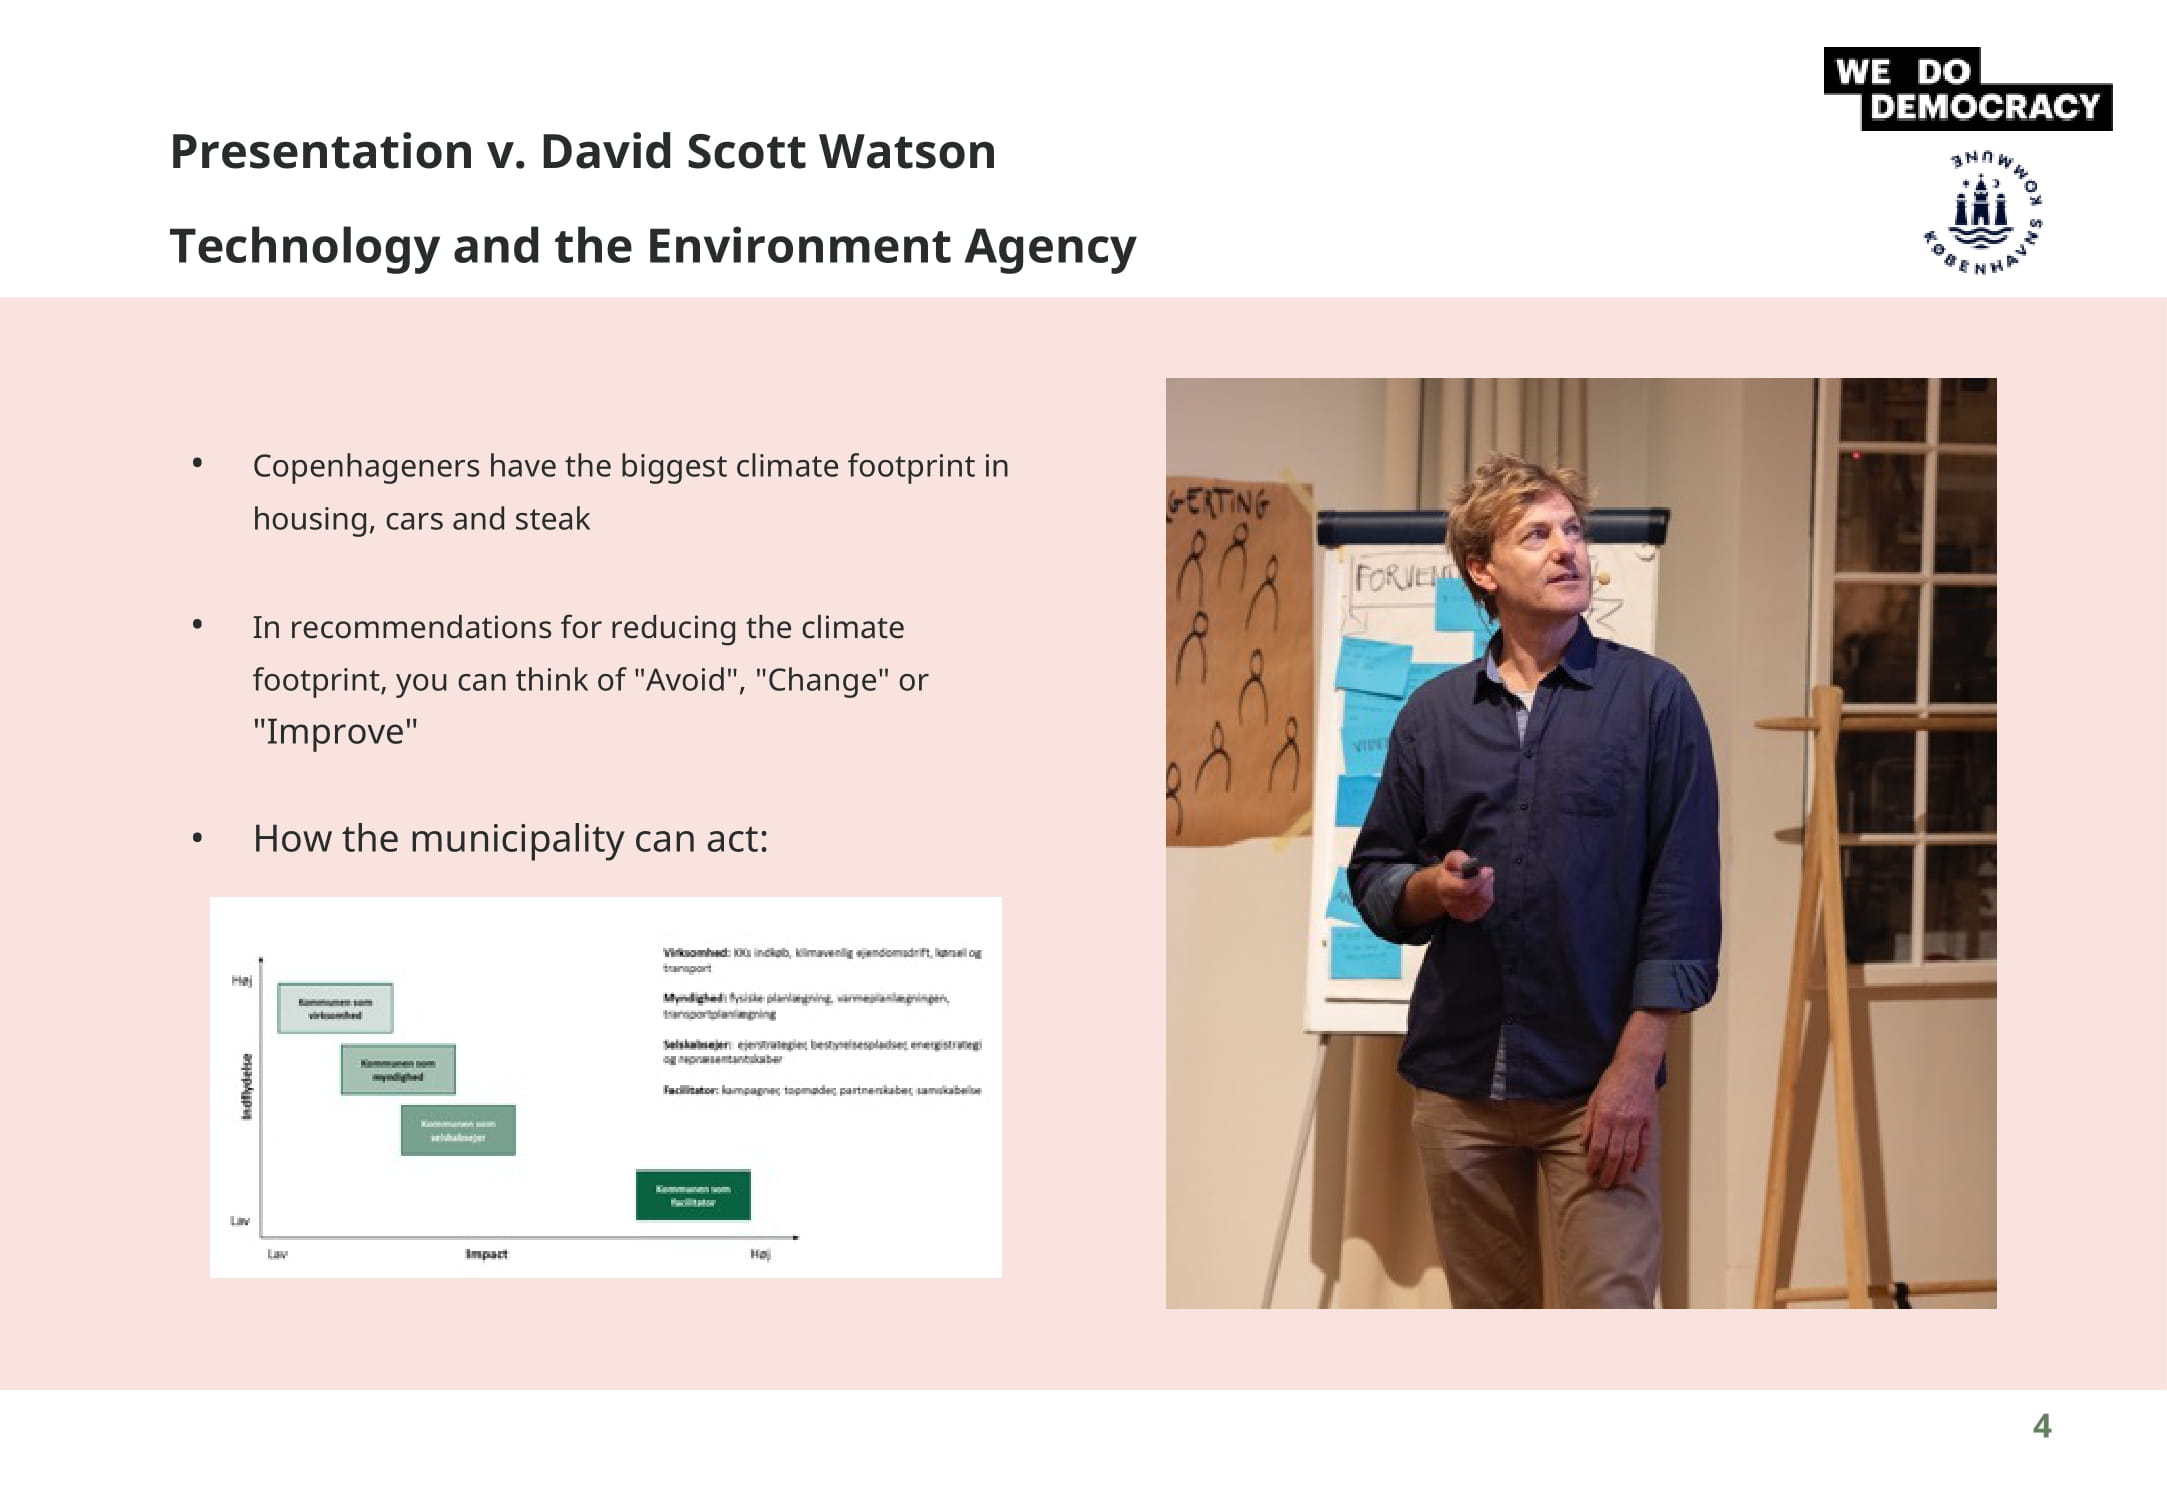 WE DO
DEMOCRACY
KØBENHAVNS KOMMUNE
Presentation v. David Scott Watson
Technology and the Environment Agency
• Copenhageners have the biggest climate footprint in
housing, cars and steak
• In recommendations for reducing the climate
footprint, you can think of "Avoid", "Change" or
"Improve"
• How the municipality can act:
Virksomhed: KKs indkøb, klimavenlig ejendomsdrift, kørsel og
transport
Myndighed: fysiske planlægning, varmeplanlægningen,
transportplanlægning
Selskabsejer: ejerstrategier, bestyrelsespladser, energistrategi
og repræsentantskaber
Facilitator: kampagner, topmøder, partnerskaber, samskabelse
Høj
Indflydelse
Lav
Kommunen som
virksomhed
Kommunen som
myndighed
Kommunen som
selskabsejer
Kommunen som
facilitator
Lav
Impact
Høj
GERTING
FORVENT
4